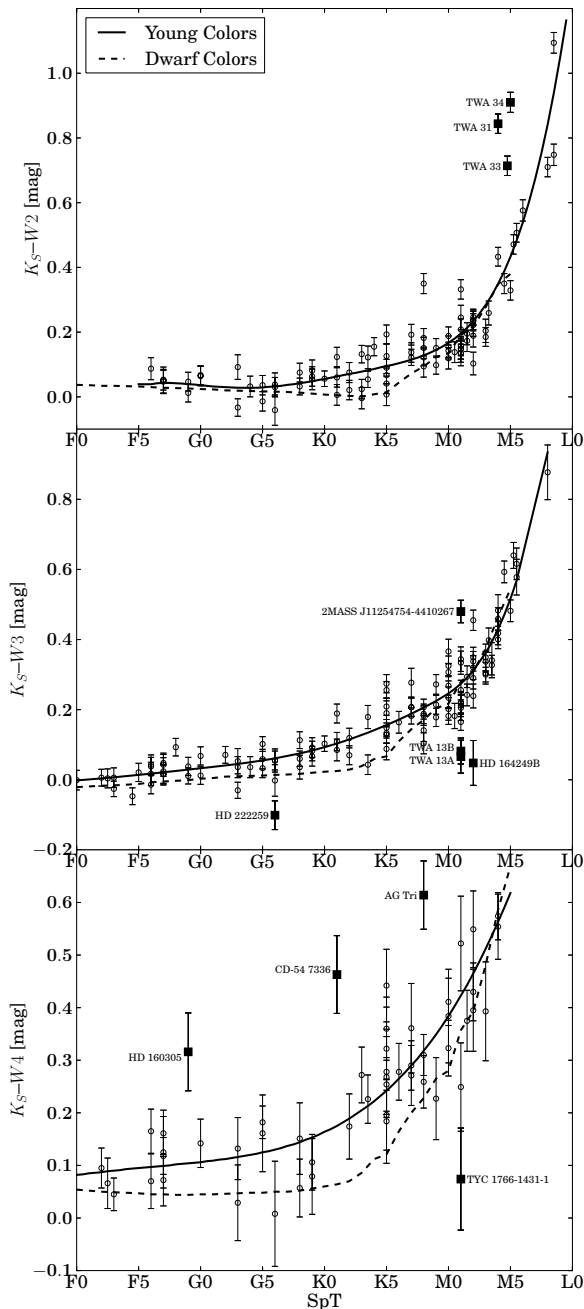 Young Colors
Dwarf Colors
1.0
0.8
0.6
0.4
0.2
0.0
K_S−W2 [mag]
TWA 34
TWA 31
TWA 33
F0 F5 G0 G5 K0 K5 M0 M5 L0
0.8
0.6
0.4
0.2
0.0
−0.2
K_S−W3 [mag]
2MASS J11254754-4410267
TWA 13B
TWA 13A
HD 164249B
HD 222259
F0 F5 G0 G5 K0 K5 M0 M5 L0
0.6
0.5
0.4
0.3
0.2
0.1
0.0
−0.1
K_S−W4 [mag]
AG Tri
CD-54 7336
HD 160305
TYC 1766-1431-1
F0 F5 G0 G5 K0 K5 M0 M5 L0
SpT